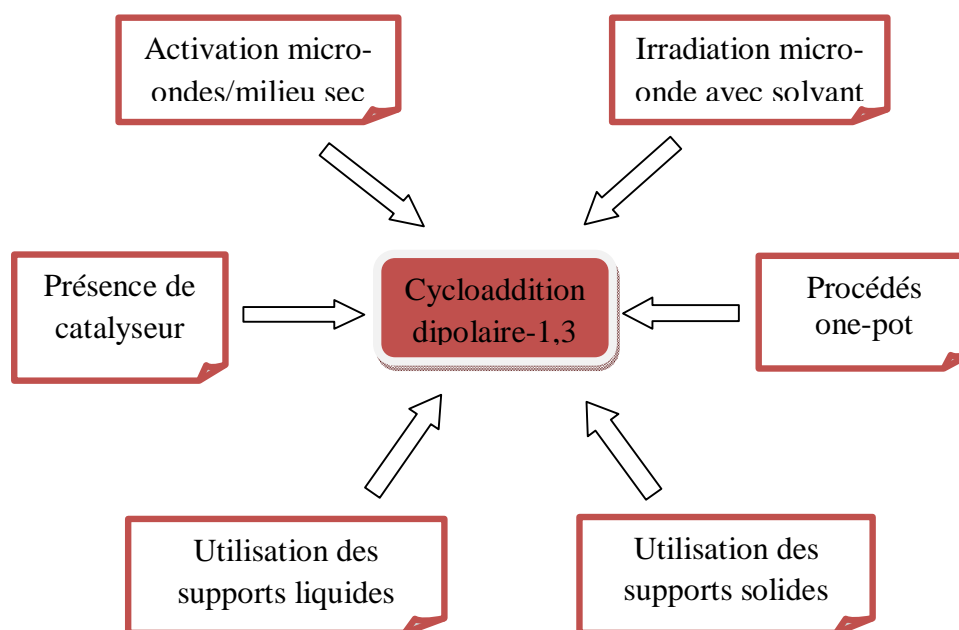 Activation micro-
ondes/milieu sec
Irradiation micro-
onde avec solvant
Présence de
catalyseur
Cycloaddition
dipolaire-1,3
Procédés
one-pot
Utilisation des
supports liquides
Utilisation des
supports solides